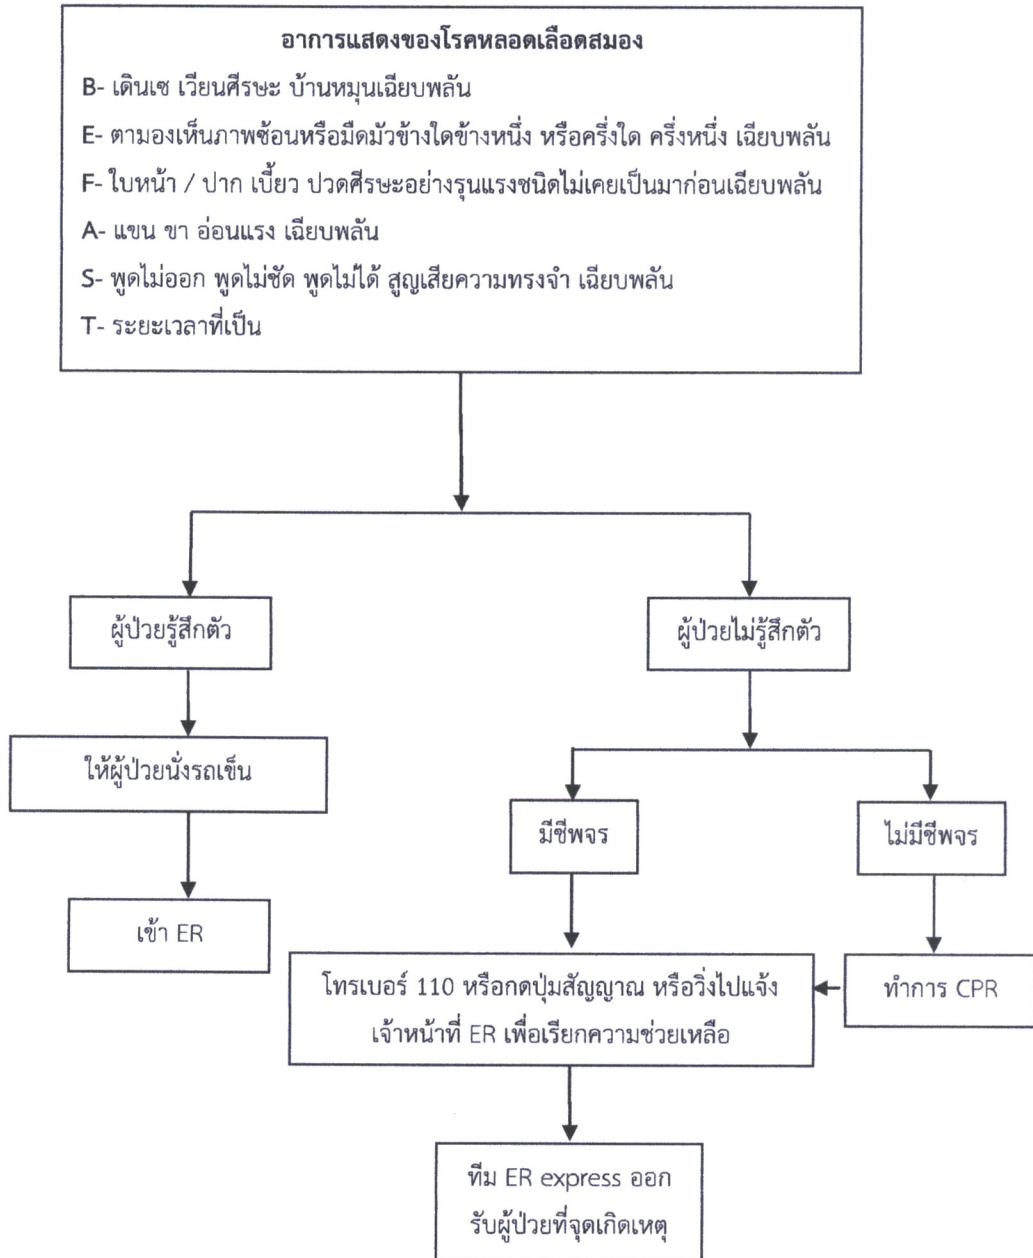 อาการแสดงของโรคหลอดเลือดสมอง
B- เดินเซ เวียนศีรษะ บ้านหมุนเฉียบพลัน
E- ตามองเห็นภาพซ้อนหรือมืดมัวข้างใดข้างหนึ่ง หรือครึ่งใด ครึ่งหนึ่ง เฉียบพลัน
F- ใบหน้า / ปาก เบี้ยว ปวดศีรษะอย่างรุนแรงชนิดไม่เคยเป็นมาก่อนเฉียบพลัน
A- แขน ขา อ่อนแรง เฉียบพลัน
S- พูดไม่ออก พูดไม่ชัด พูดไม่ได้ สูญเสียความทรงจำ เฉียบพลัน
T- ระยะเวลาที่เป็น
ผู้ป่วยรู้สึกตัว
ผู้ป่วยไม่รู้สึกตัว
ให้ผู้ป่วยนั่งรถเข็น
มีชีพจร
ไม่มีชีพจร
เข้า ER
โทรเบอร์ 110 หรือกดปุ่มสัญญาณ หรือวิ่งไปแจ้ง
เจ้าหน้าที่ ER เพื่อเรียกความช่วยเหลือ
ทำการ CPR
ทีม ER express ออก
รับผู้ป่วยที่จุดเกิดเหตุ